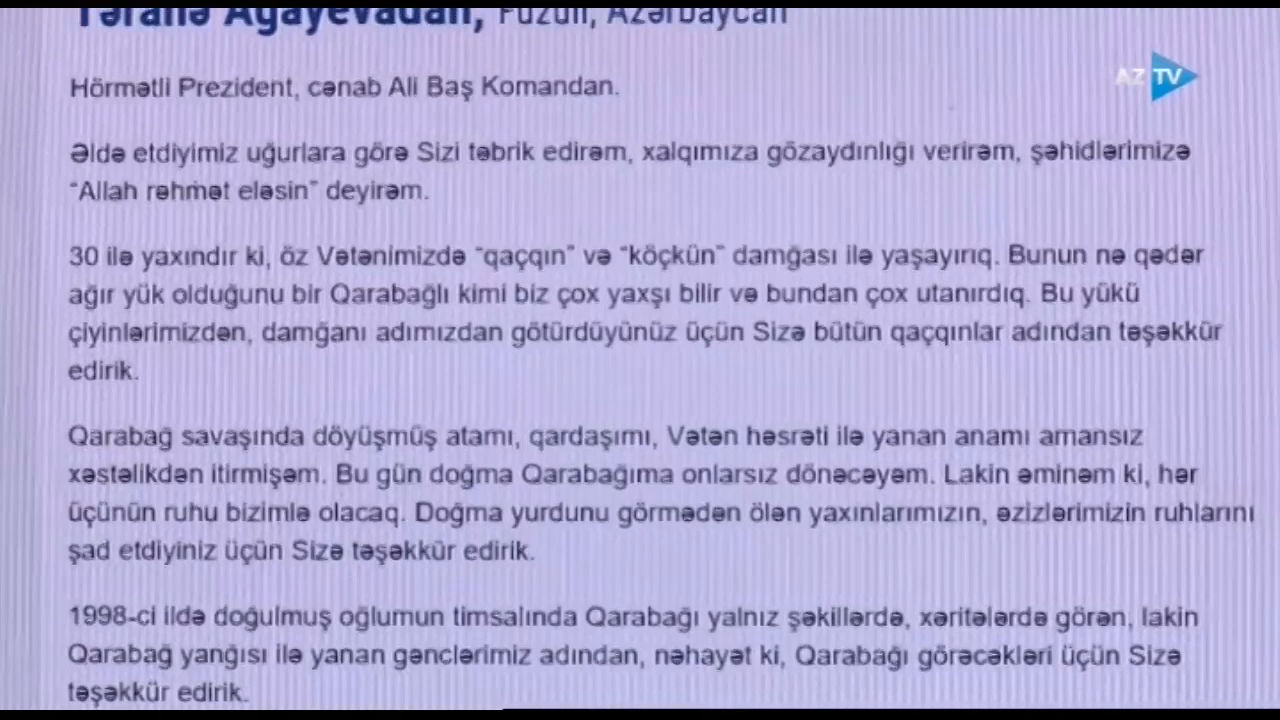 Təranə Ağayevadan, Füzuli, Azərbaycan
AZTV
Hörmətli Prezident, cənab Ali Baş Komandan.
Əldə etdiyimiz uğurlara görə Sizi təbrik edirəm, xalqımıza gözaydınlığı verirəm, şəhidlərimizə
“Allah rəhmət eləsin” deyirəm.
30 ilə yaxındır ki, öz Vətənimizdə “qaçqın” və “köçkün” damğası ilə yaşayırıq. Bunun nə qədər
ağır yük olduğunu bir Qarabağlı kimi biz çox yaxşı bilir və bundan çox utanırdıq. Bu yükü
çiyinlərimizdən, damğanı adımızdan götürdüyünüz üçün Sizə bütün qaçqınlar adından təşəkkür
edirik.
Qarabağ savaşında döyüşmüş atamı, qardaşımı, Vətən həsrəti ilə yanan anamı amansız
xəstəlikdən itirmişəm. Bu gün doğma Qarabağıma onlarsız dönəcəyəm. Lakin əminəm ki, hər
üçünün ruhu bizimlə olacaq. Doğma yurdunu görmədən ölən yaxınlarımızın, əzizlərimizin ruhlarını
şad etdiyiniz üçün Sizə təşəkkür edirik.
1998-ci ildə doğulmuş oğlumun timsalında Qarabağı yalnız şəkillərdə, xəritələrdə görən, lakin
Qarabağ yanğısı ilə yanan gənclərimiz adından, nəhayət ki, Qarabağı görəcəkləri üçün Sizə
təşəkkür edirik.